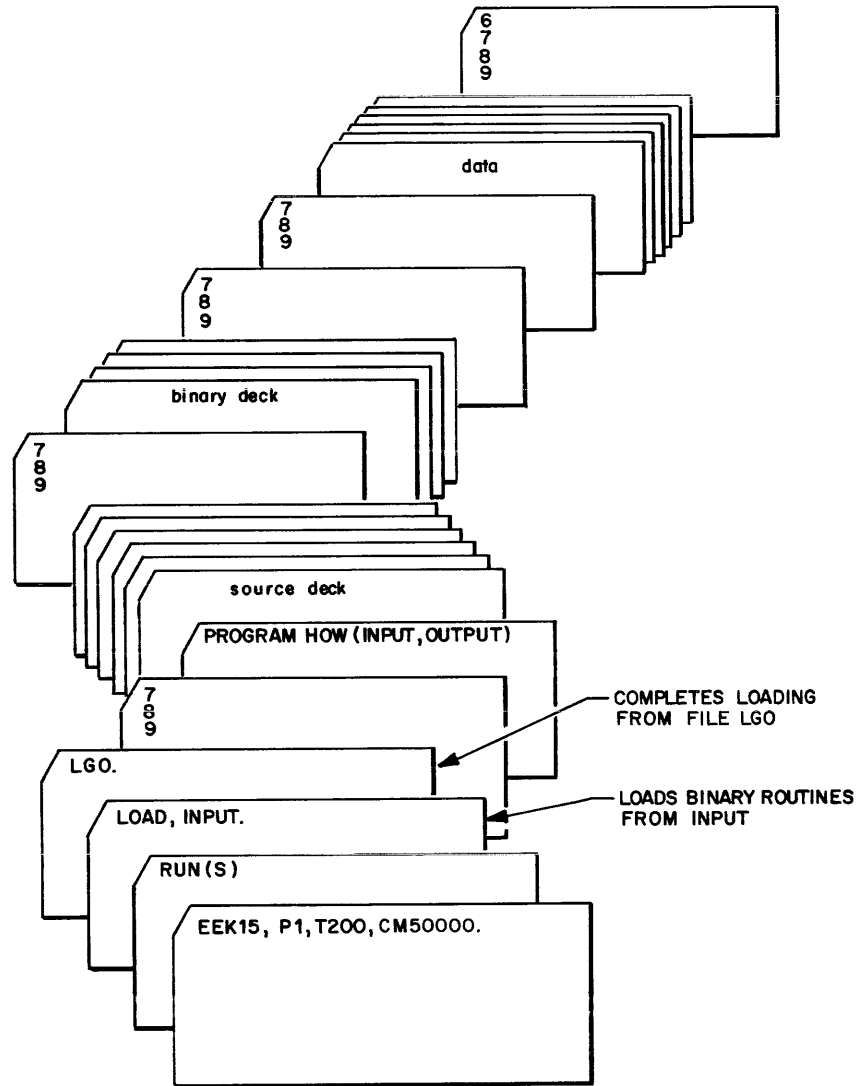 6
7
8
9
data
7
8
9
7
8
9
binary deck
7
8
9
source deck
PROGRAM HOW (INPUT, OUTPUT)
7
8
9
COMPLETES LOADING
FROM FILE LGO
LGO.
LOADS BINARY ROUTINES
FROM INPUT
LOAD, INPUT.
RUN(S)
EEK15, P1, T200, CM50000.